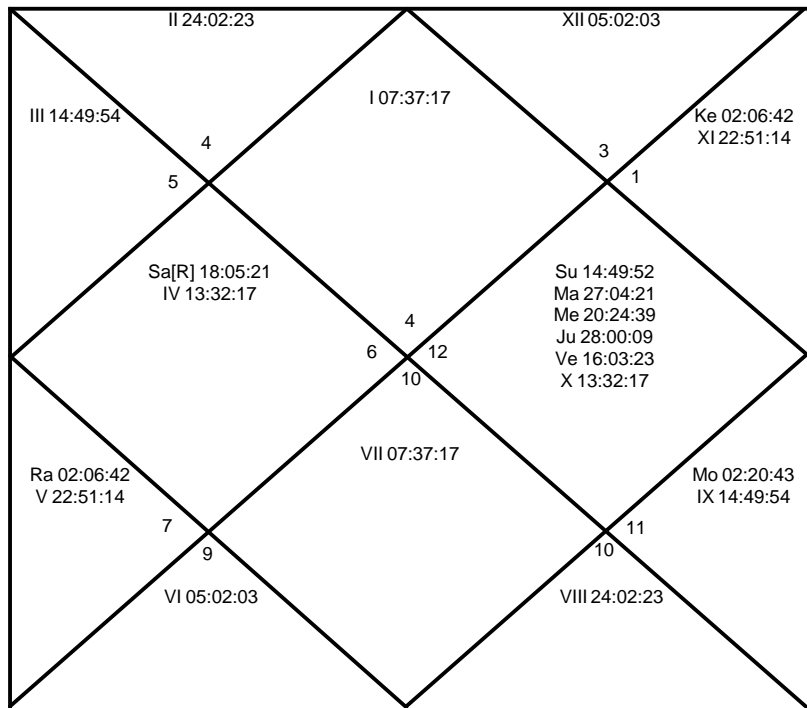 II 24:02:23
XII 05:02:03
I 07:37:17
III 14:49:54
Ke 02:06:42
XI 22:51:14
4
3
5
1
Sa[R] 18:05:21
IV 13:32:17
Su 14:49:52
Ma 27:04:21
Me 20:24:39
Ju 28:00:09
Ve 16:03:23
X 13:32:17
4
6
12
10
VII 07:37:17
Ra 02:06:42
V 22:51:14
Mo 02:20:43
IX 14:49:54
7
11
9
10
VI 05:02:03
VIII 24:02:23